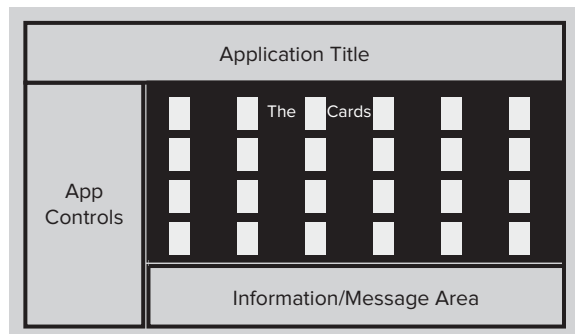 Application Title
The Cards
App
Controls
Information/Message Area